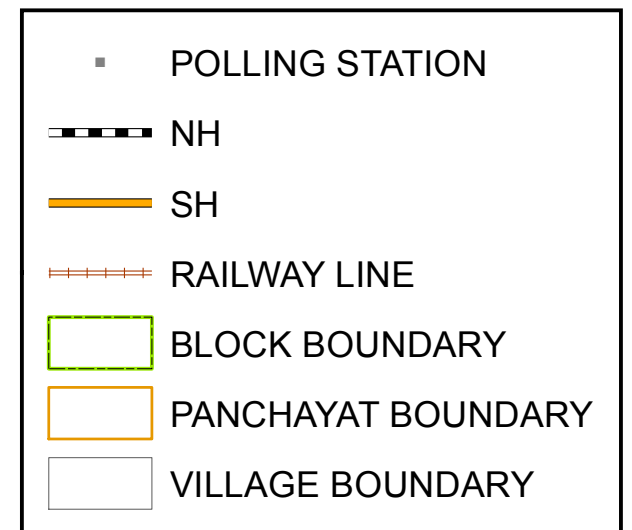 POLLING STATION
NH
SH
RAILWAY LINE
BLOCK BOUNDARY
PANCHAYAT BOUNDARY
VILLAGE BOUNDARY